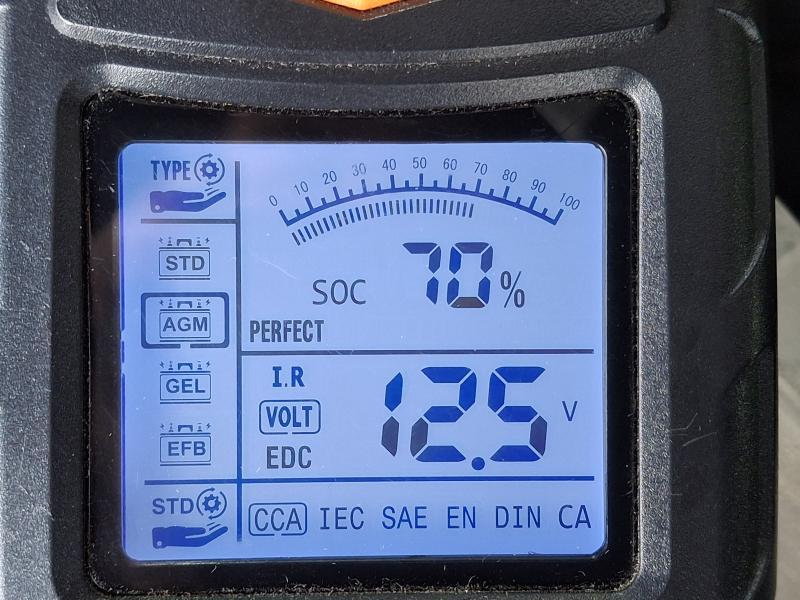 TYPE
0 10 20 30 40 50 60 70 80 90 100
STD
SOC 70%
AGM
PERFECT
GEL
I.R
VOLT 12.5 V
EFB
EDC
STD
CCA IEC SAE EN DIN CA